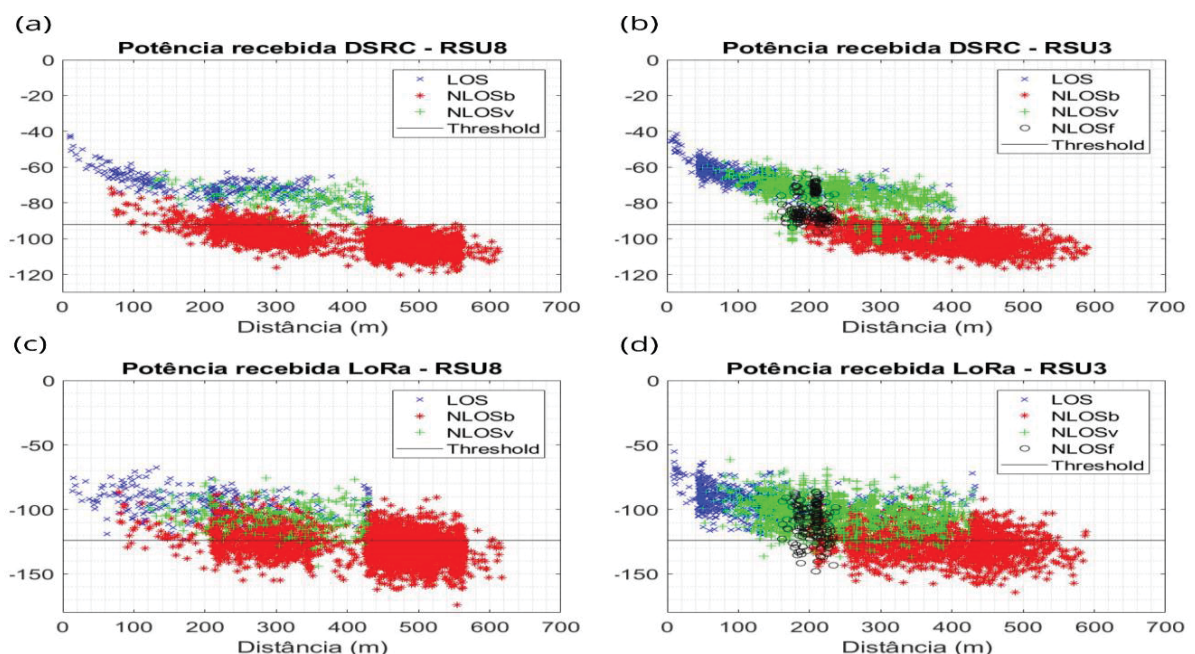 (a)
Potência recebida DSRC - RSU8
0
-20
-40
-60
-80
-100
-120
LOS
NLOSb
NLOSv
Threshold
0 100 200 300 400 500 600 700
Distância (m)
(b)
Potência recebida DSRC - RSU3
0
-20
-40
-60
-80
-100
-120
LOS
NLOSb
NLOSv
NLOSf
Threshold
0 100 200 300 400 500 600 700
Distância (m)
(c)
Potência recebida LoRa - RSU8
0
-50
-100
-150
LOS
NLOSb
NLOSv
Threshold
0 100 200 300 400 500 600 700
Distância (m)
(d)
Potência recebida LoRa - RSU3
0
-50
-100
-150
LOS
NLOSb
NLOSv
NLOSf
Threshold
0 100 200 300 400 500 600 700
Distância (m)